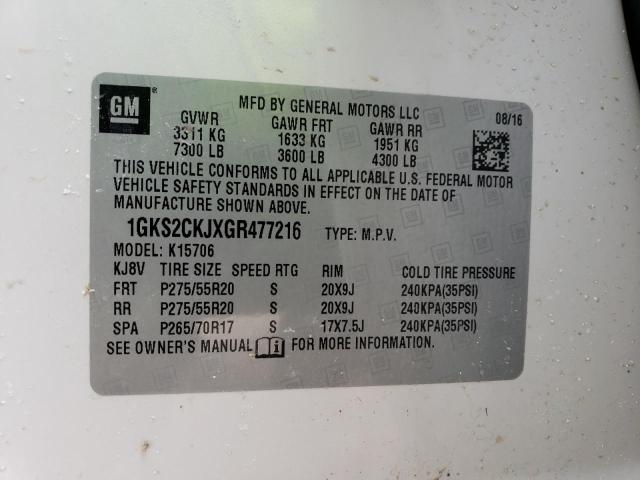 GM ®
MFD BY GENERAL MOTORS LLC
08/16
GVWR GAWR FRT GAWR RR
3311 KG 1633 KG 1951 KG
7300 LB 3600 LB 4300 LB
THIS VEHICLE CONFORMS TO ALL APPLICABLE U.S. FEDERAL MOTOR
VEHICLE SAFETY STANDARDS IN EFFECT ON THE DATE OF
MANUFACTURE SHOWN ABOVE.
1GKS2CKJXGR477216 TYPE: M.P.V.
MODEL: K15706
KJ8V TIRE SIZE SPEED RTG RIM COLD TIRE PRESSURE
FRT P275/55R20 S 20X9J 240KPA(35PSI)
RR P275/55R20 S 20X9J 240KPA(35PSI)
SPA P265/70R17 S 17X7.5J 240KPA(35PSI)
SEE OWNER'S MANUAL FOR MORE INFORMATION.